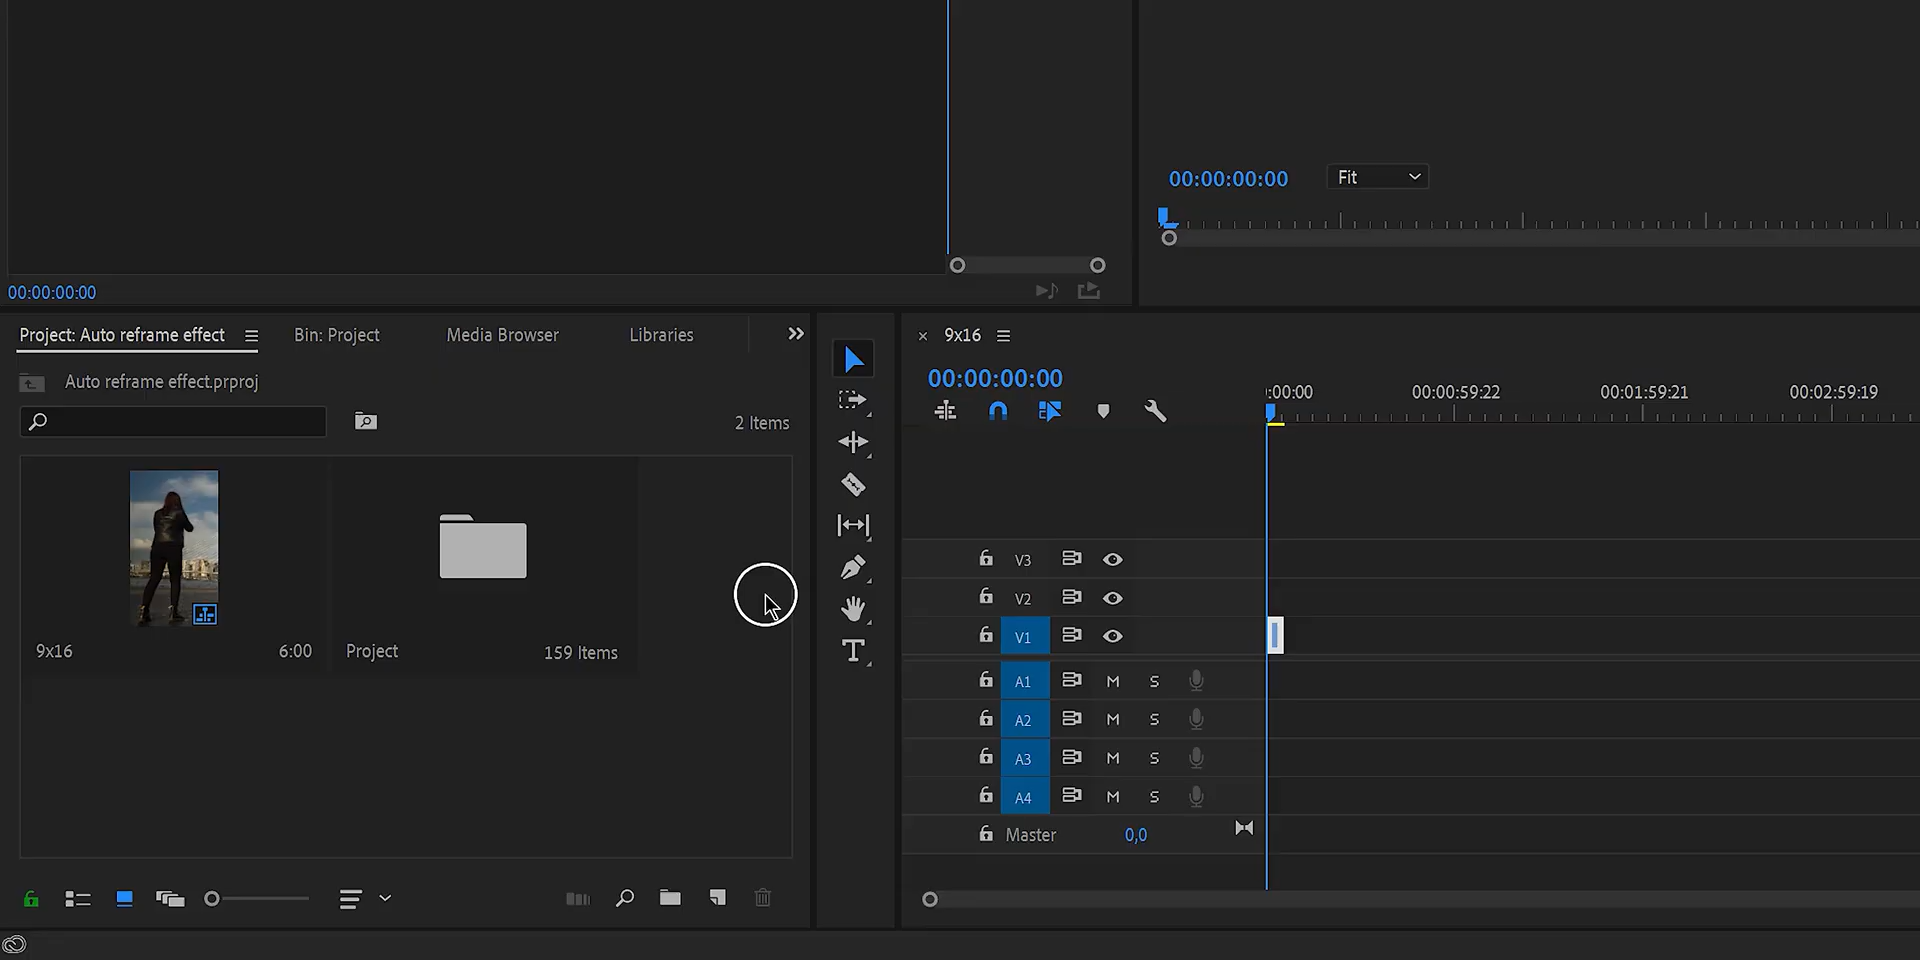 00:00:00:00 Fit
00:00:00:00
Project: Auto reframe effect Bin: Project Media Browser Libraries
Auto reframe effect.prproj
2 Items
9x16 6:00
Project 159 Items
9x16
00:00:00:00
:00:00 00:00:59:22 00:01:59:21 00:02:59:19
V3
V2
V1
A1 M S
A2 M S
A3 M S
A4 M S
Master 0,0